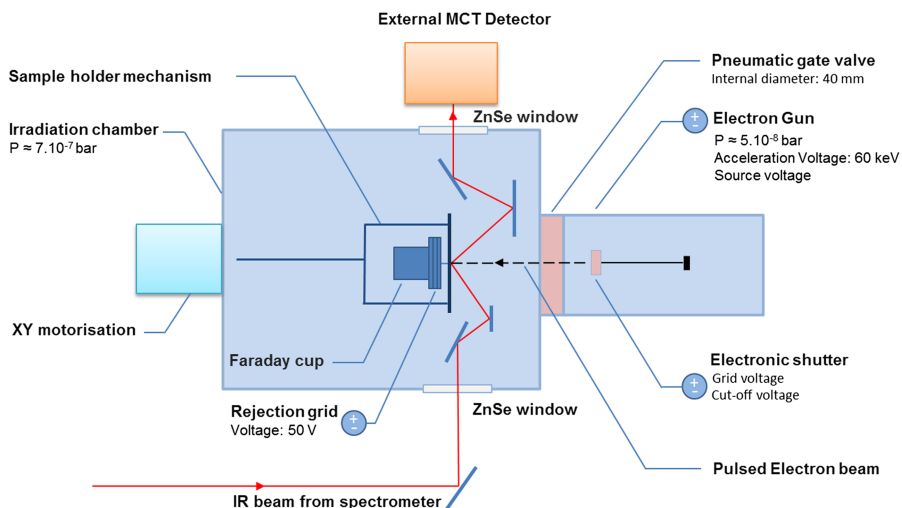 External MCT Detector
Sample holder mechanism
Pneumatic gate valve
Internal diameter: 40 mm
ZnSe window
Irradiation chamber
P ≈ 7.10⁻⁷ bar
± Electron Gun
P ≈ 5.10⁻⁸ bar
Acceleration Voltage: 60 keV
Source voltage
XY motorisation
Faraday cup
Electronic shutter
± Grid voltage
Cut-off voltage
Rejection grid
Voltage: 50 V ±
ZnSe window
Pulsed Electron beam
IR beam from spectrometer